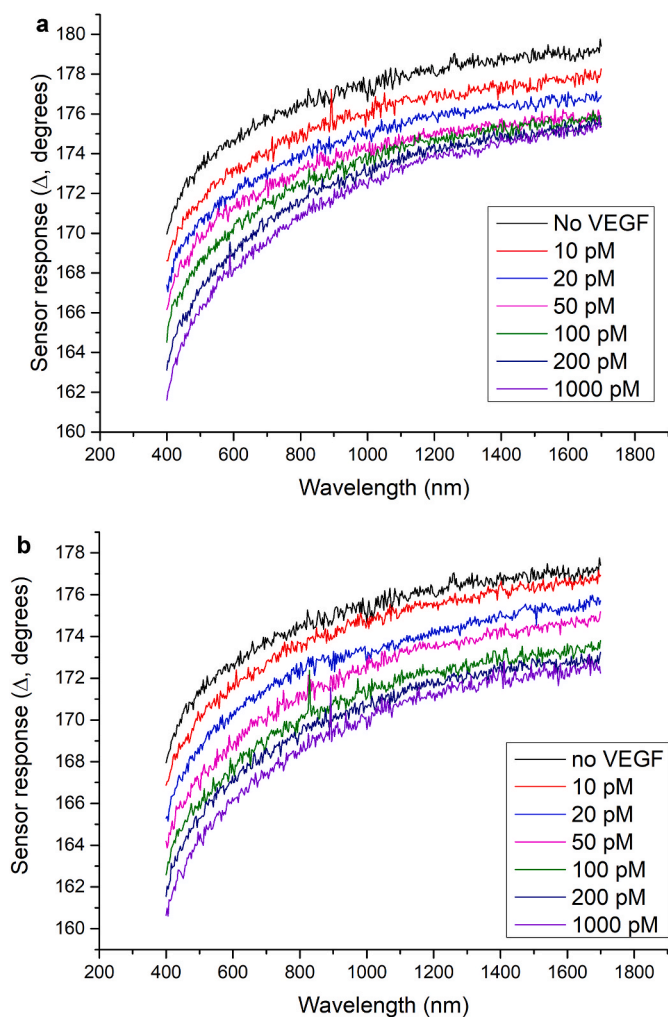 a
180
178
176
174
172
170
168
166
164
162
160
Sensor response (Δ, degrees)
No VEGF
10 pM
20 pM
50 pM
100 pM
200 pM
1000 pM
200 400 600 800 1000 1200 1400 1600 1800
Wavelength (nm)
b
178
176
174
172
170
168
166
164
162
160
Sensor response (Δ, degrees)
no VEGF
10 pM
20 pM
50 pM
100 pM
200 pM
1000 pM
200 400 600 800 1000 1200 1400 1600 1800
Wavelength (nm)